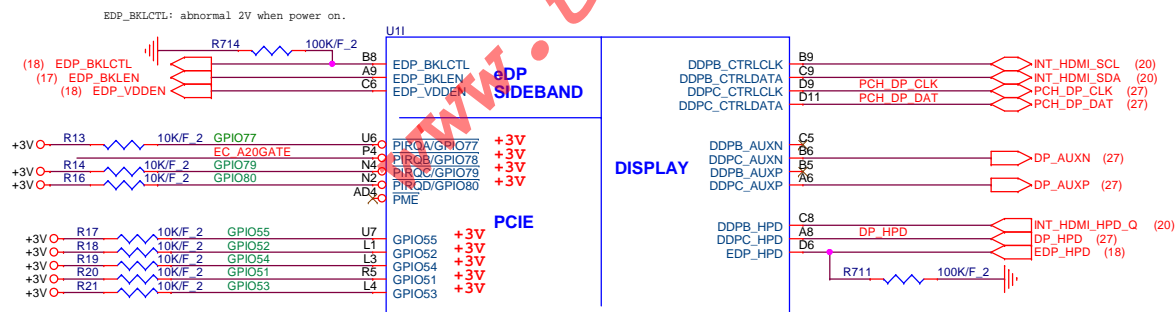 EDP_BKLCTL: abnormal 2V when power on.
U1I
R714 100K/F_2
(18) EDP_BKLCTL B8 EDP_BKLCTL
(17) EDP_BKLEN A9 EDP_BKLEN
(18) EDP_VDDEN C6 EDP_VDDEN
eDP
SIDEBAND
+3V R13 10K/F_2 GPIO77 U6 PIRQA/GPIO77 +3V
EC_A20GATE P4 PIRQB/GPIO78 +3V
+3V R14 10K/F_2 GPIO79 N4 PIRQC/GPIO79 +3V
+3V R16 10K/F_2 GPIO80 N2 PIRQD/GPIO80 +3V
AD4 PME
PCIE
+3V R17 10K/F_2 GPIO55 U7 GPIO55 +3V
+3V R18 10K/F_2 GPIO52 L1 GPIO52 +3V
+3V R19 10K/F_2 GPIO54 L3 GPIO54 +3V
+3V R20 10K/F_2 GPIO51 R5 GPIO51 +3V
+3V R21 10K/F_2 GPIO53 L4 GPIO53 +3V
DISPLAY
DDPB_CTRLCLK B9 INT_HDMI_SCL (20)
DDPB_CTRLDATA C9 INT_HDMI_SDA (20)
DDPC_CTRLCLK D9 PCH_DP_CLK PCH_DP_CLK (27)
DDPC_CTRLDATA D11 PCH_DP_DAT PCH_DP_DAT (27)
DDPB_AUXN C5
DDPC_AUXN B6 DP_AUXN (27)
DDPB_AUXP B5
DDPC_AUXP A6 DP_AUXP (27)
DDPB_HPD C8 INT_HDMI_HPD_Q (20)
DDPC_HPD A8 DP_HPD DP_HPD (27)
EDP_HPD D6 EDP_HPD (18)
R711 100K/F_2
www.